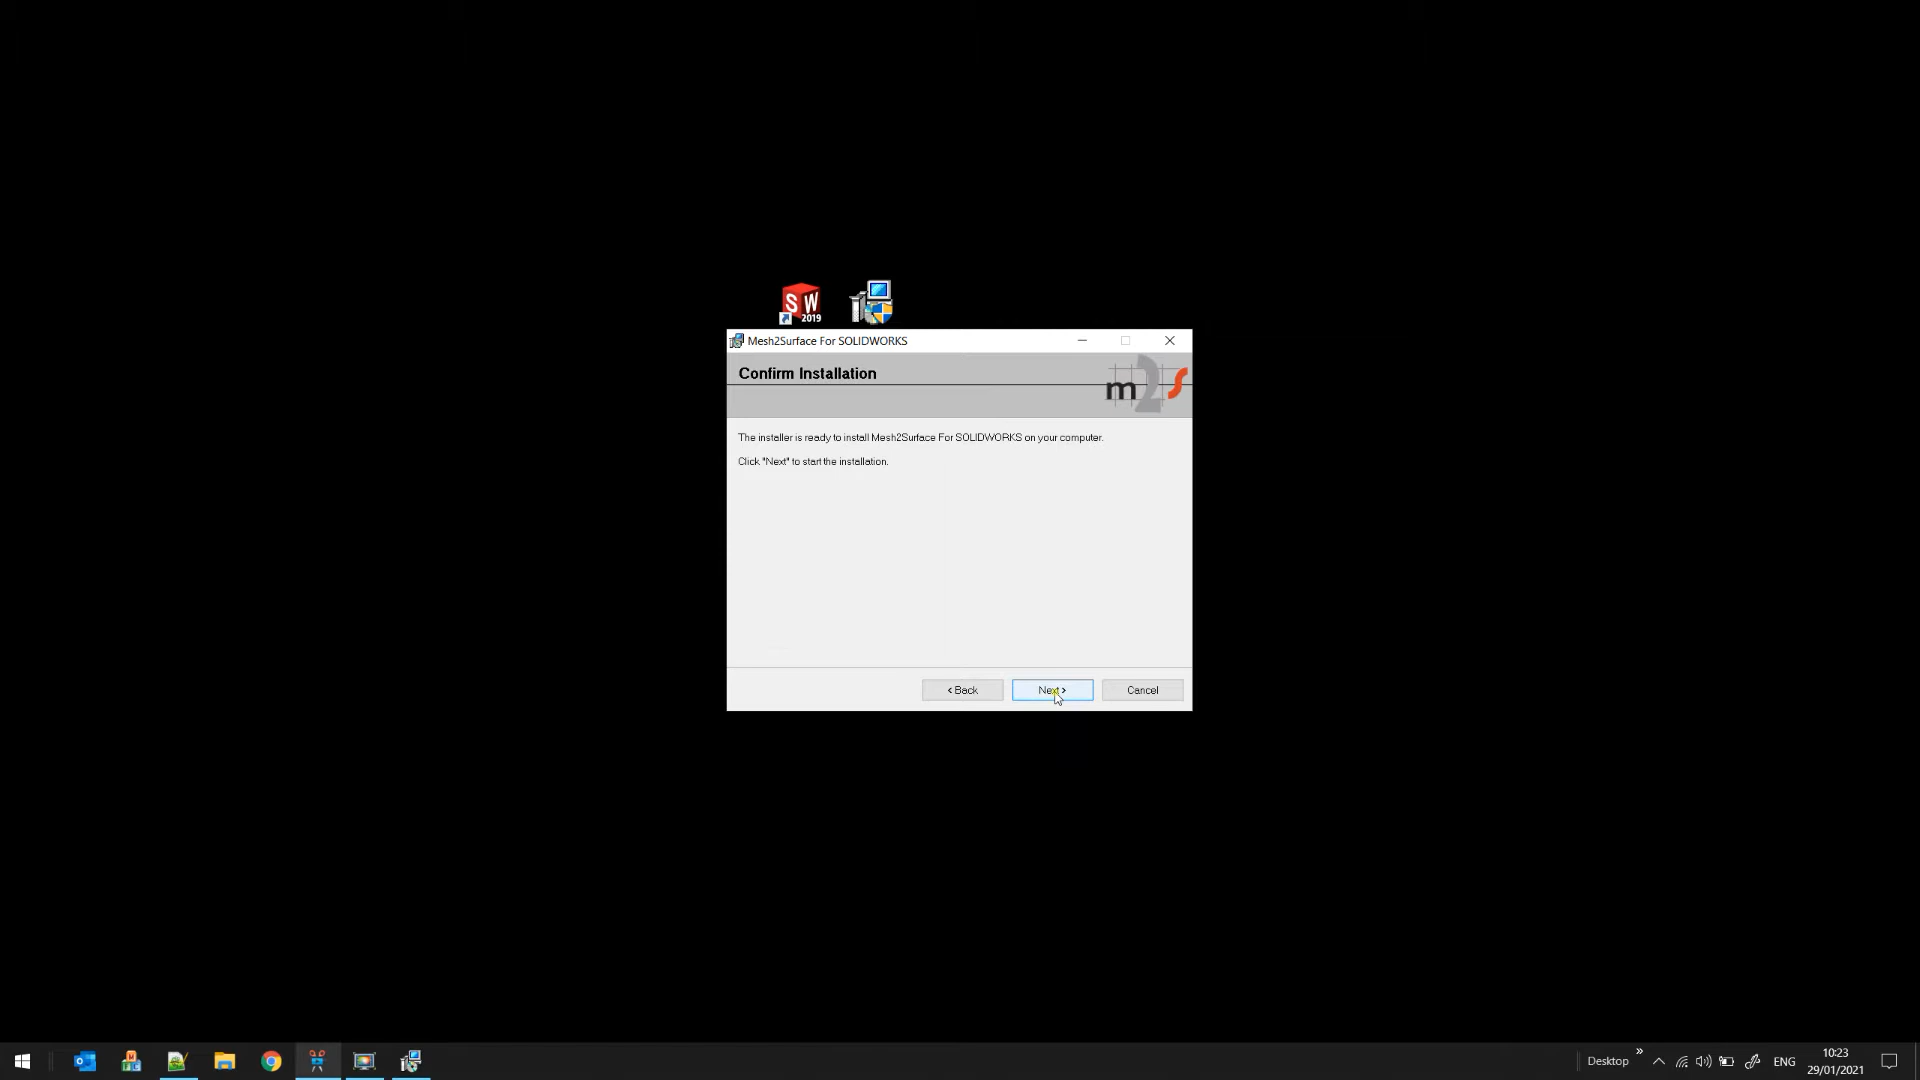 SW
2019
Mesh2Surface For SOLIDWORKS
Confirm Installation
m2s
The installer is ready to install Mesh2Surface For SOLIDWORKS on your computer.
Click "Next" to start the installation.
< Back
Next >
Cancel
Desktop
ENG
10:23
29/01/2021